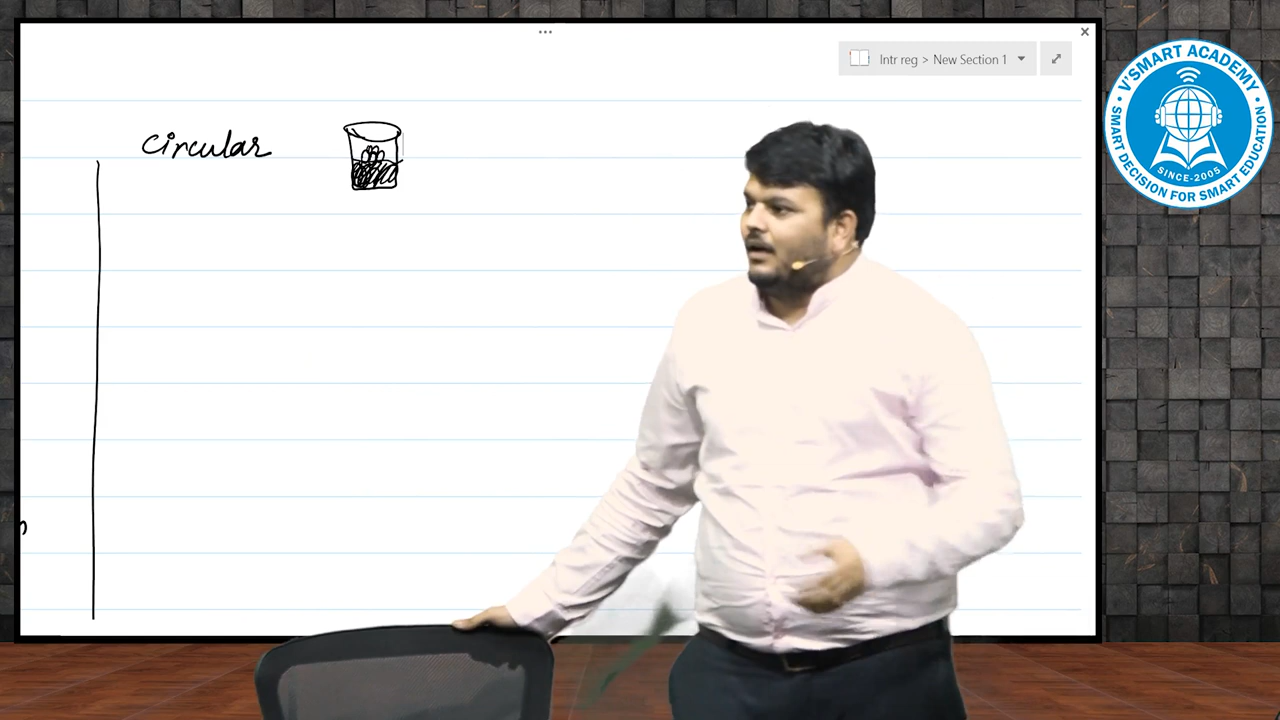 Intr reg > New Section 1
circular
V'SMART ACADEMY
SINCE-2005
SMART DECISION FOR SMART EDUCATION